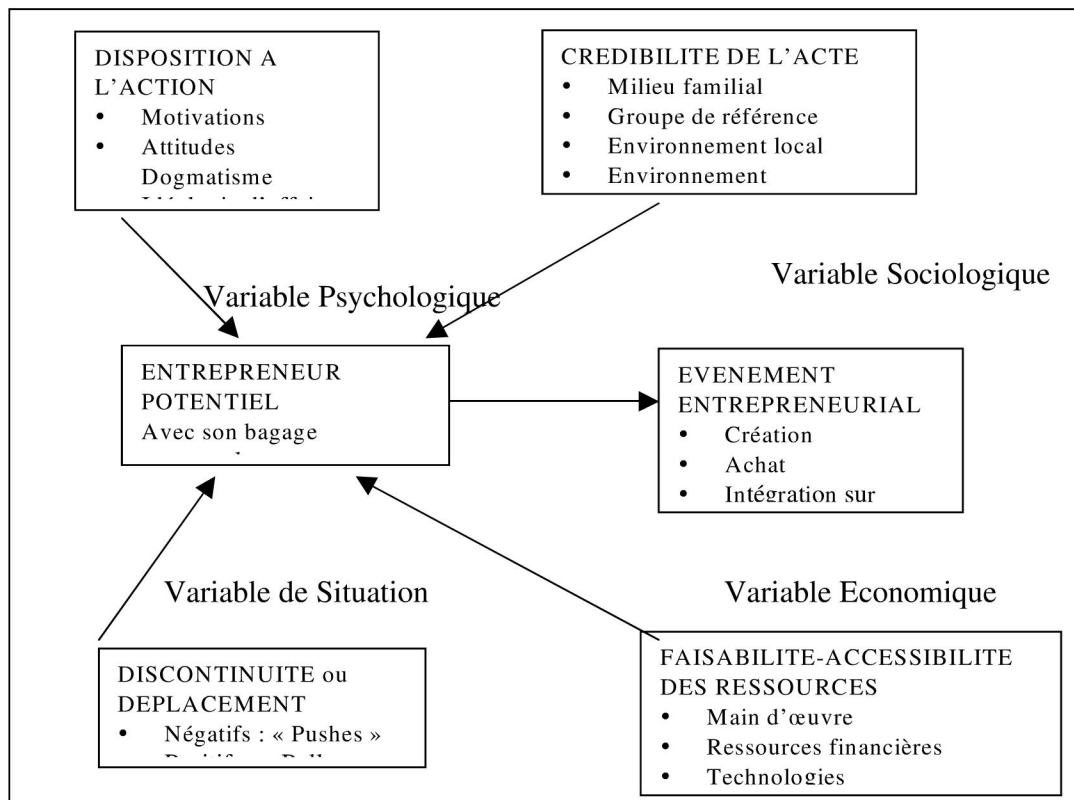 DISPOSITION A
L'ACTION
• Motivations
• Attitudes
Dogmatisme
CREDIBILITE DE L'ACTE
• Milieu familial
• Groupe de référence
• Environnement local
• Environnement
Variable Sociologique
Variable Psychologique
ENTREPRENEUR
POTENTIEL
Avec son bagage
EVENEMENT
ENTREPRENEURIAL
• Création
• Achat
• Intégration sur
Variable de Situation
Variable Economique
DISCONTINUITE ou
DEPLACEMENT
• Négatifs : « Pushes »
FAISABILITE-ACCESSIBILITE
DES RESSOURCES
• Main d'œuvre
• Ressources financières
• Technologies